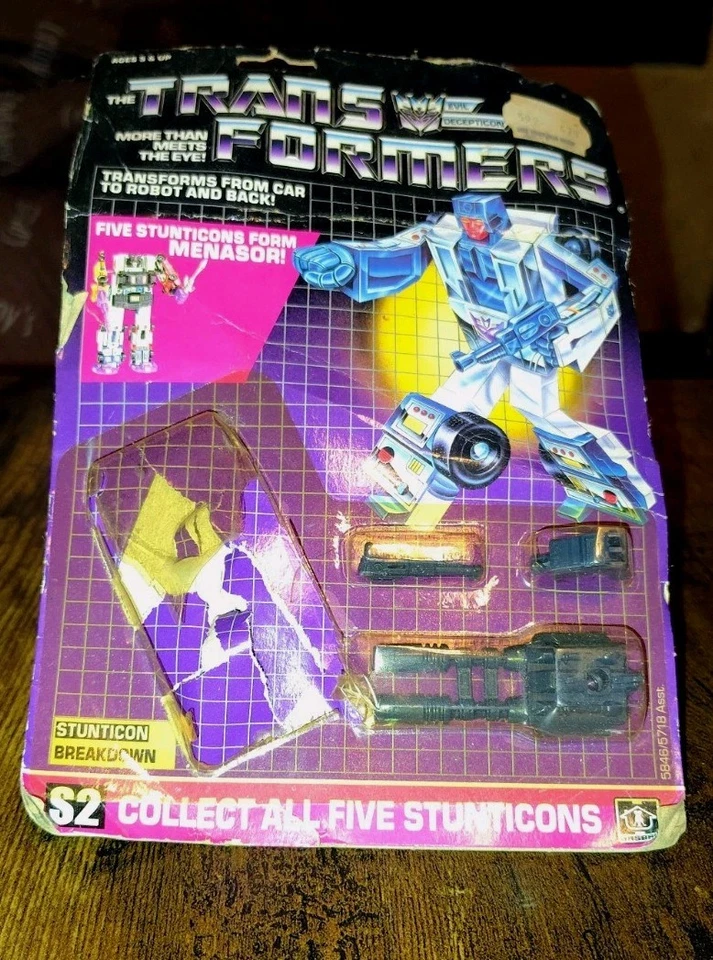 AGES 5 & UP
THE TRANS
FORMERS
EVIL
DECEPTICON
MORE THAN
MEETS
THE EYE!
TRANSFORMS FROM CAR
TO ROBOT AND BACK!
FIVE STUNTICONS FORM
MENASOR!
STUNTICON
BREAKDOWN
5846/5718 Asst.
S2 COLLECT ALL FIVE STUNTICONS